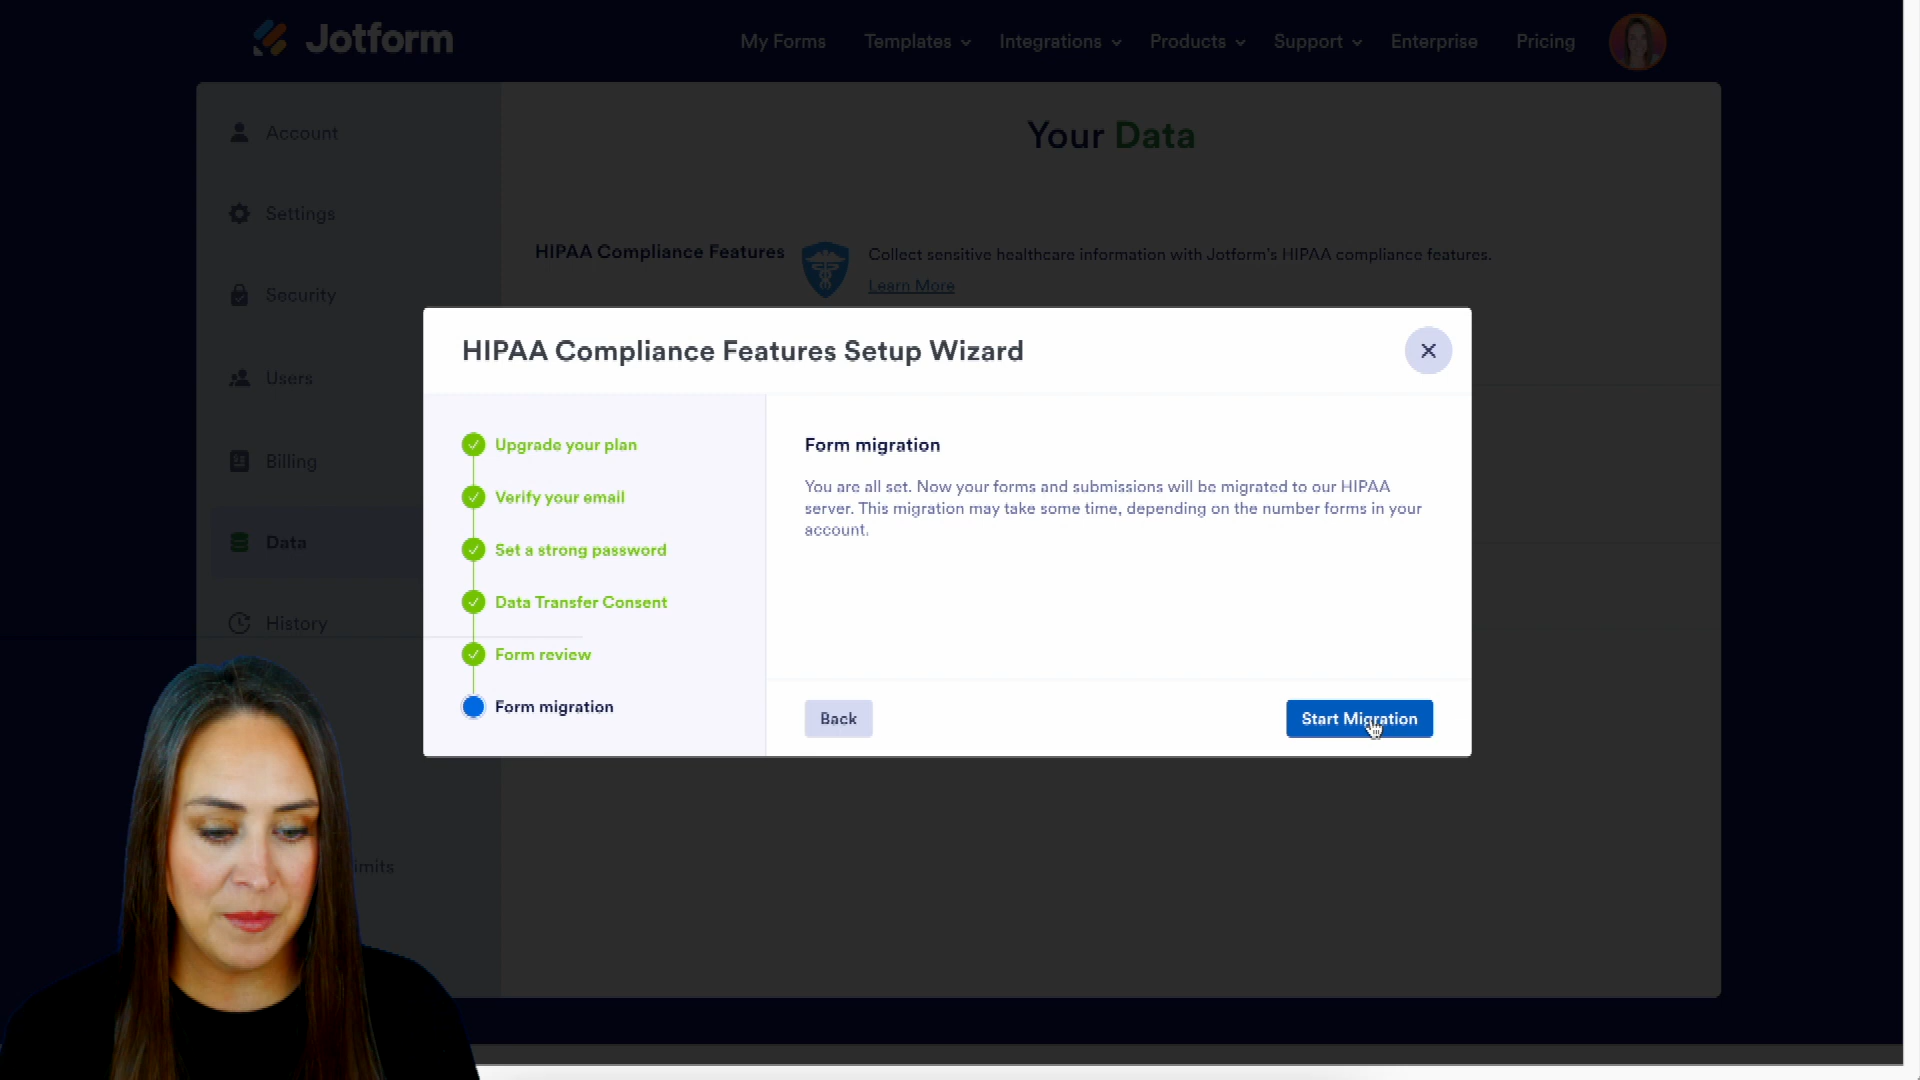 Jotform
My Forms Templates Integrations Products Support Enterprise Pricing
Account
Settings
Security
Users
Billing
Data
History
imits
Your Data
HIPAA Compliance Features
Collect sensitive healthcare information with Jotform's HIPAA compliance features.
Learn More
HIPAA Compliance Features Setup Wizard
Upgrade your plan
Verify your email
Set a strong password
Data Transfer Consent
Form review
Form migration
Form migration
You are all set. Now your forms and submissions will be migrated to our HIPAA
server. This migration may take some time, depending on the number forms in your
account.
Back
Start Migration